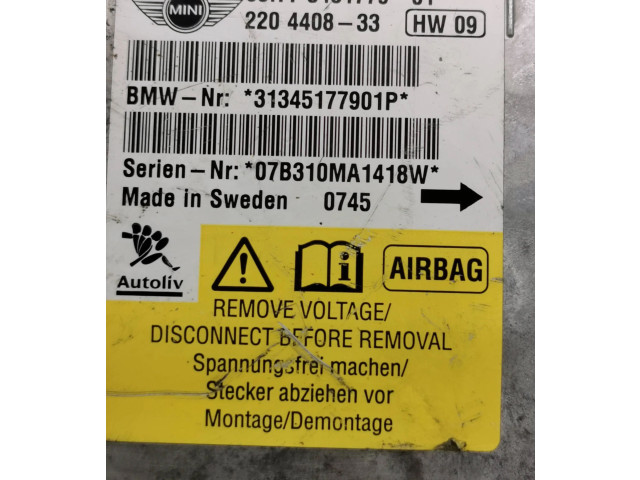 MINI
220 4408-33
HW 09
BMW-Nr: *31345177901P*
Serien-Nr: *07B310MA1418W*
Made in Sweden 0745
Autoliv
AIRBAG
REMOVE VOLTAGE/
DISCONNECT BEFORE REMOVAL
Spannungsfrei machen/
Stecker abziehen vor
Montage/Demontage